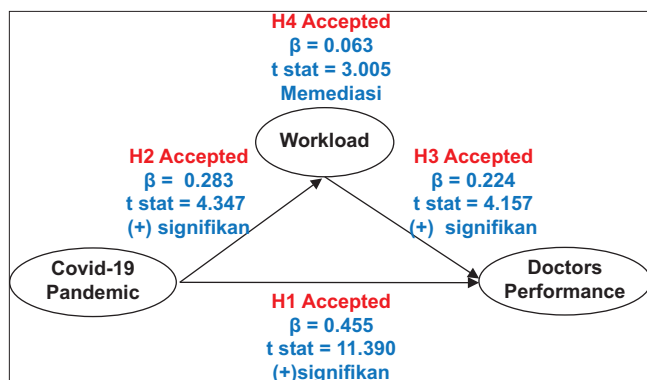 H4 Accepted
β = 0.063
t stat = 3.005
Memediasi
Workload
H2 Accepted
β = 0.283
t stat = 4.347
(+) signifikan
H3 Accepted
β = 0.224
t stat = 4.157
(+) signifikan
Covid-19
Pandemic
Doctors
Performance
H1 Accepted
β = 0.455
t stat = 11.390
(+)signifikan